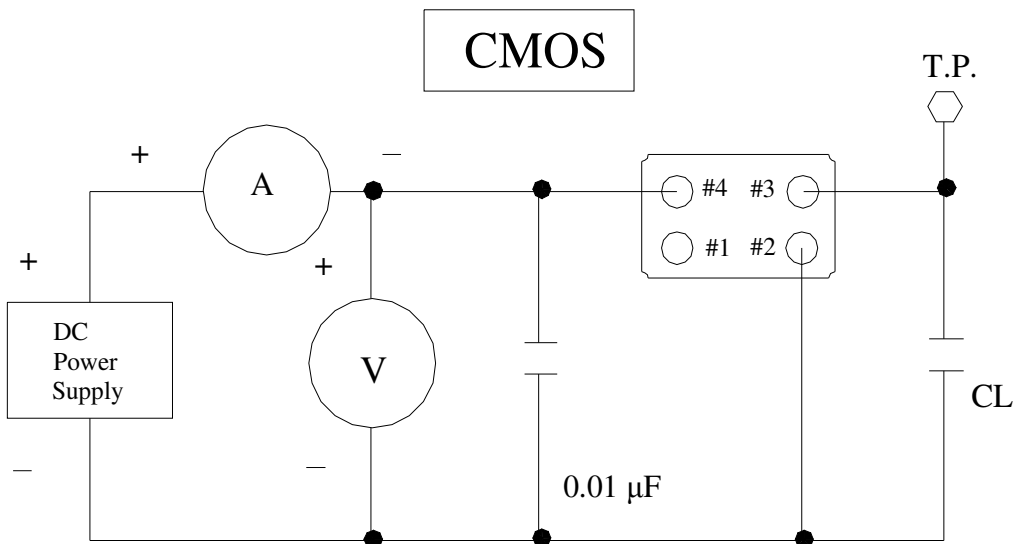 CMOS
T.P.
+
A
–
#4 #3
#1 #2
+
+
DC
Power
Supply
V
CL
–
–
0.01 μF